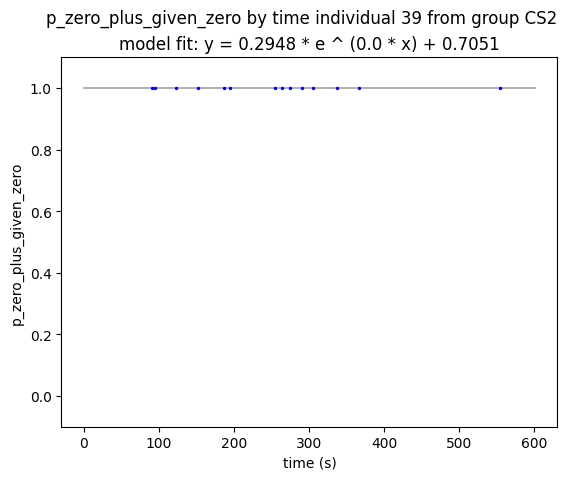 p_zero_plus_given_zero by time individual 39 from group CS2
model fit: y = 0.2948 * e ^ (0.0 * x) + 0.7051
1.0
0.8
0.6
0.4
0.2
0.0
p_zero_plus_given_zero
0 100 200 300 400 500 600
time (s)